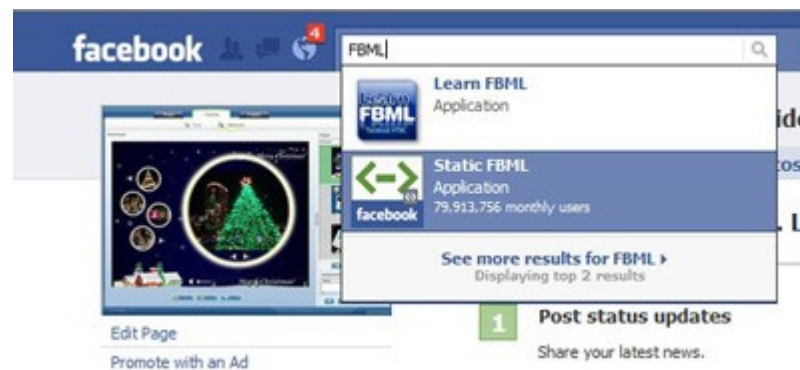 facebook
4
FBML
Learn FBML
Application
Static FBML
Application
79,913,756 monthly users
facebook
See more results for FBML
Displaying top 2 results
1
Post status updates
Share your latest news.
Edit Page
Promote with an Ad